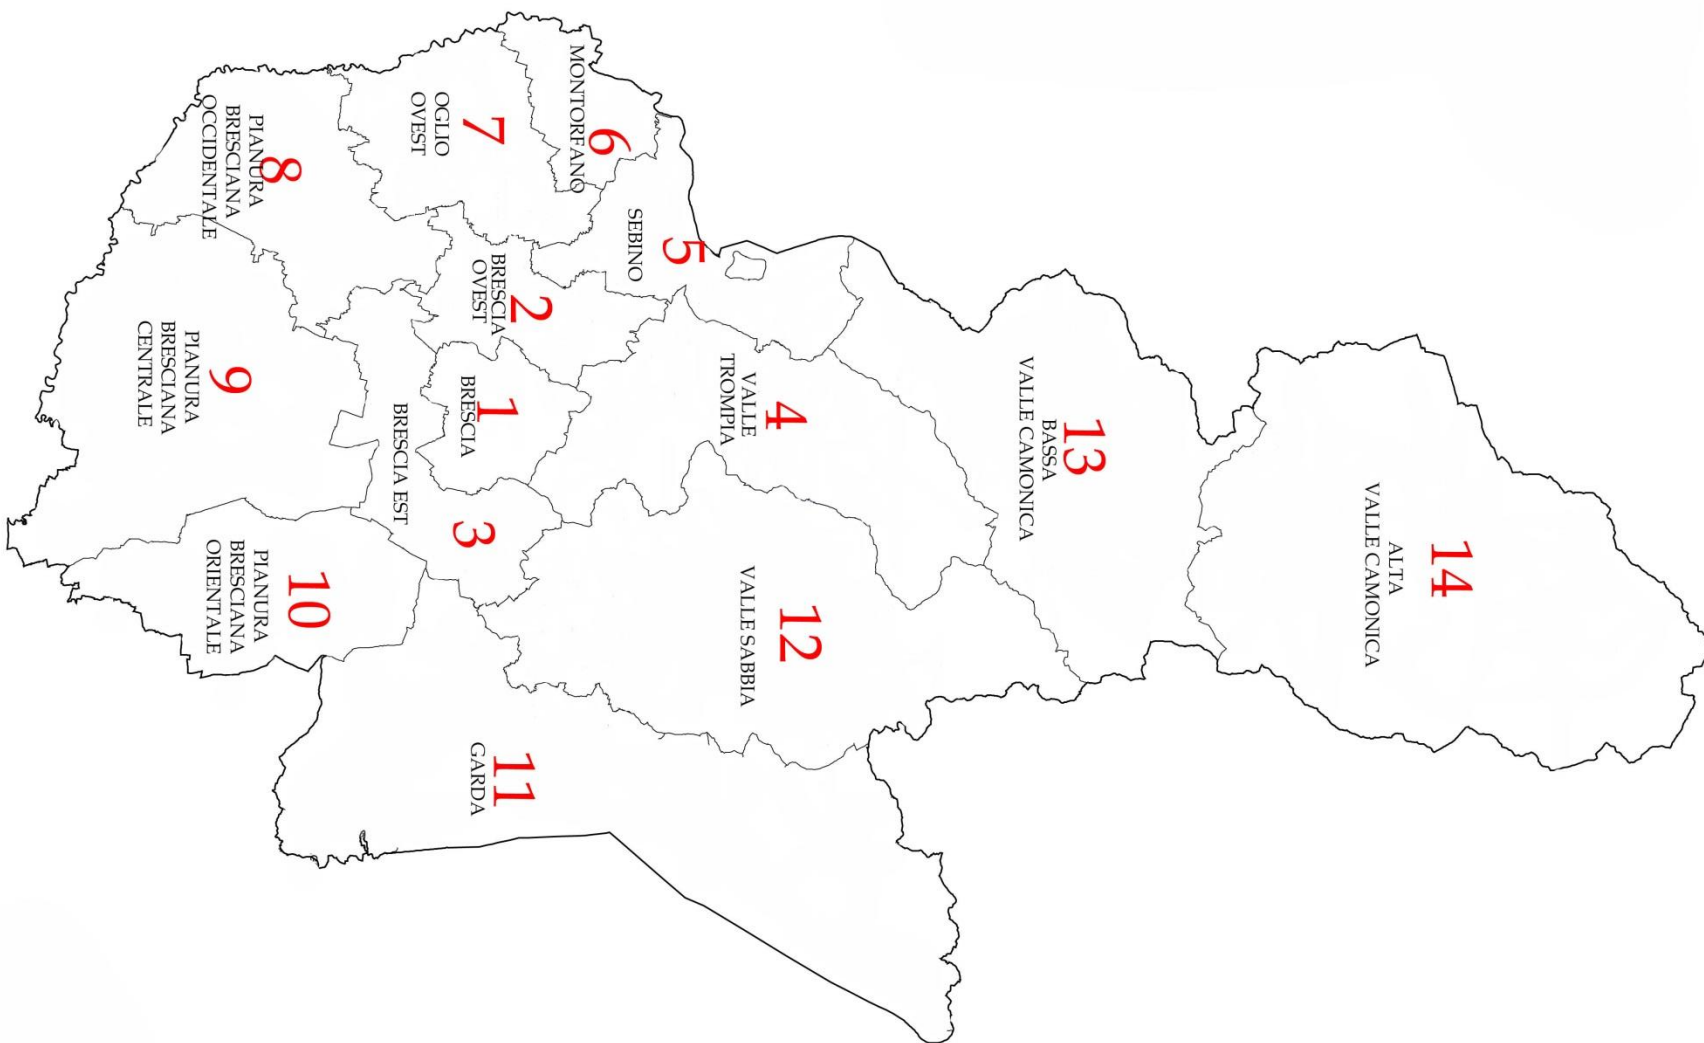 14
ALTA
VALLE CAMONICA
13
BASSA
VALLE CAMONICA
4
VALLE
TROMPIA
12
VALLE SABBIA
5
SEBINO
6
MONTORFANO
2
BRESCIA
OVEST
11
GARDA
7
OGLIO
OVEST
1
BRESCIA
3
BRESCIA EST
10
PIANURA
BRESCIANA
ORIENTALE
8
PIANURA
BRESCIANA
OCCIDENTALE
9
PIANURA
BRESCIANA
CENTRALE